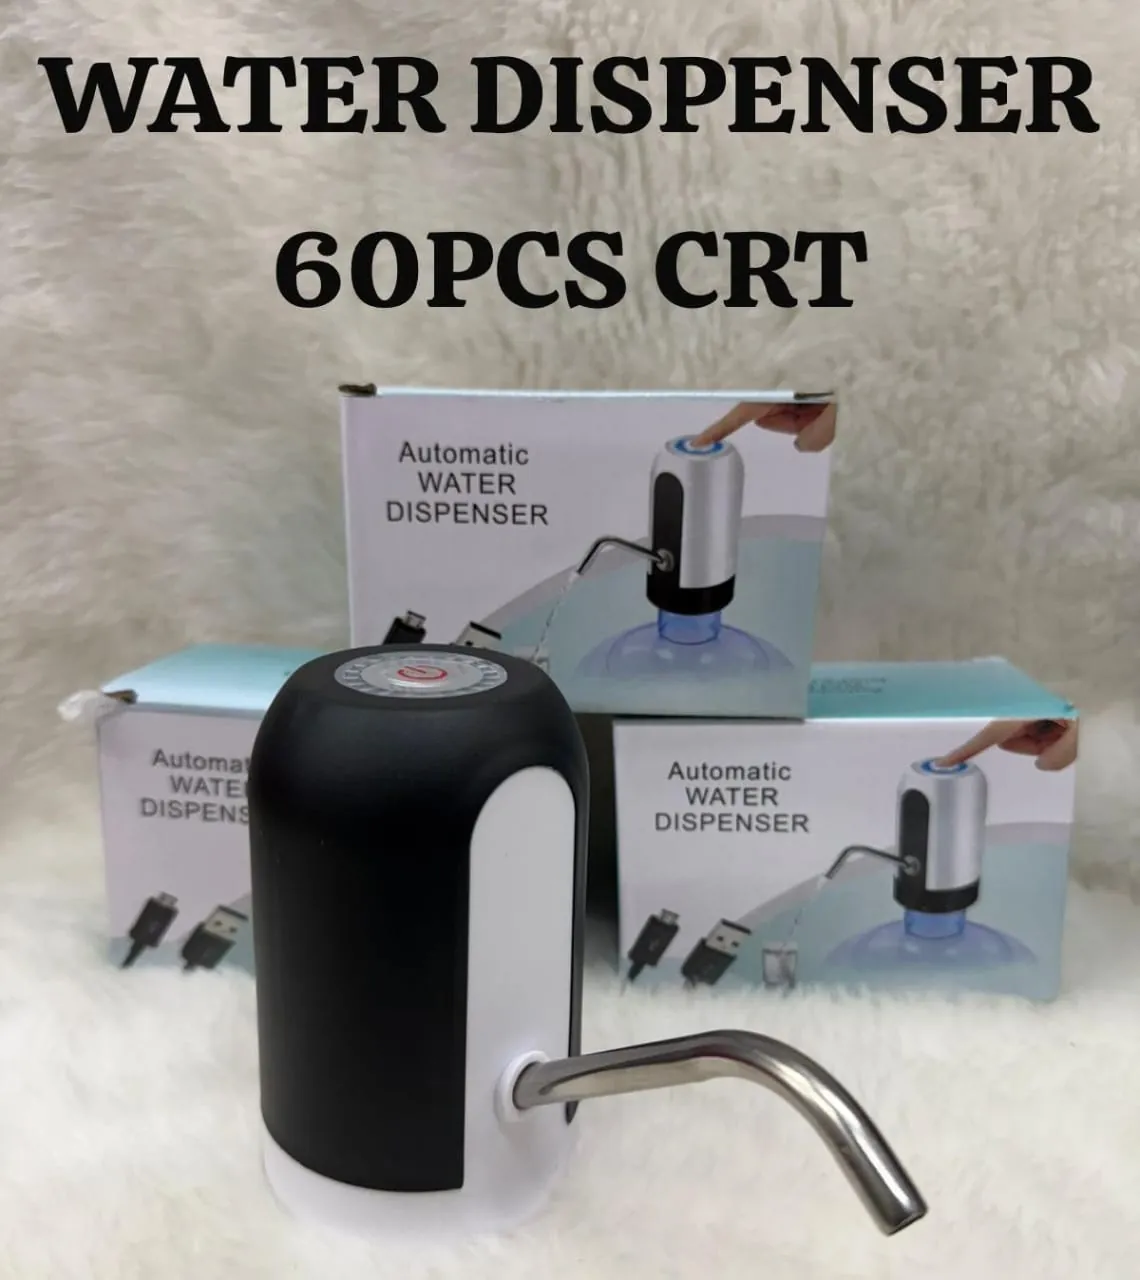 WATER DISPENSER
60PCS CRT
Automatic
WATER
DISPENSER
Automatic
WATER
DISPENSER